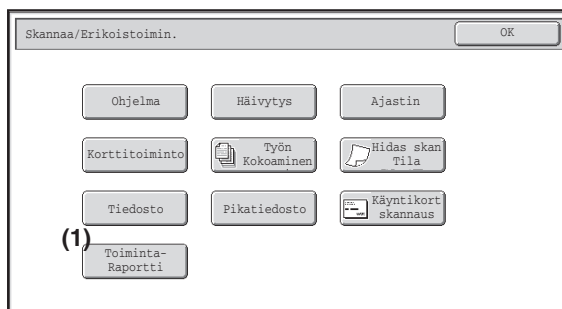 Skannaa/Erikoistoimin.
OK
Ohjelma
Häivytys
Ajastin
Korttitoiminto
Työn
Kokoaminen
Hidas skan
Tila
Tiedosto
Pikatiedosto
Käyntikort
skannaus
(1)
Toiminta-
Raportti